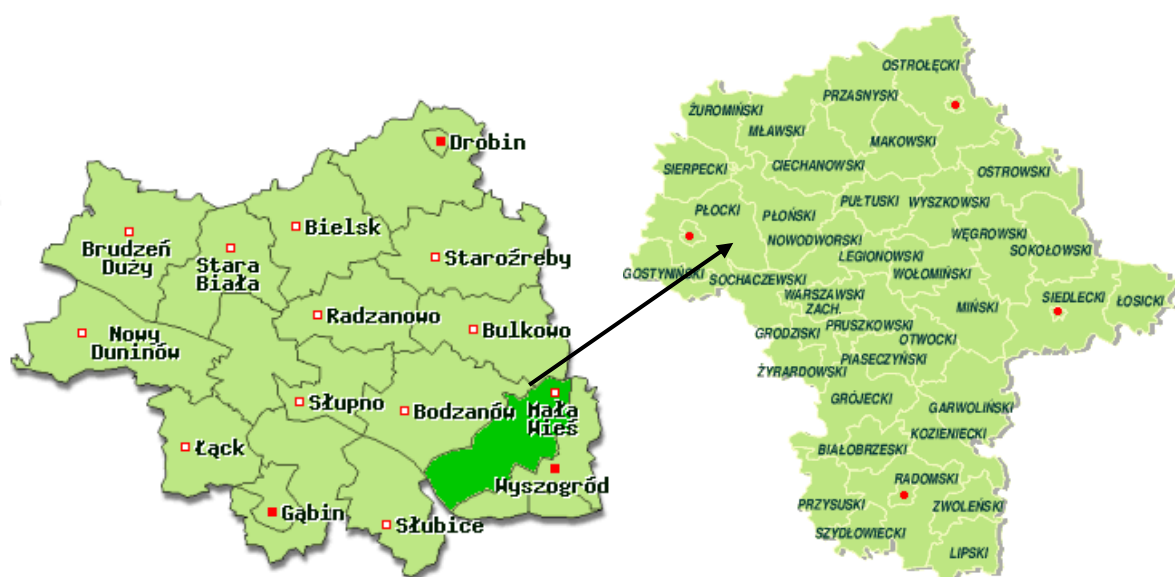 Drobin
Bielsk
Brudzeń
Duży
Stara
Biała
Staroźreby
Radzanowo
Bulkowo
Nowy
Duninów
Słupno
Bodzanów
Mała
Wieś
Łąck
Wyszogród
Gąbin
Słubice
OSTROŁĘCKI
PRZASNYSKI
ŻUROMIŃSKI
MŁAWSKI
MAKOWSKI
SIERPECKI
CIECHANOWSKI
OSTROWSKI
PŁOCKI
PŁOŃSKI
PUŁTUSKI
WYSZKOWSKI
NOWODWORSKI
WĘGROWSKI
SOKOŁOWSKI
LEGIONOWSKI
GOSTYNIŃSKI
SOCHACZEWSKI
WOŁOMIŃSKI
WARSZAWSKI
ZACH.
MIŃSKI
SIEDLECKI
ŁOSICKI
GRODZISKI
PRUSZKOWSKI
OTWOCKI
PIASECZYŃSKI
ŻYRARDOWSKI
GRÓJECKI
GARWOLIŃSKI
KOZIENECKI
BIAŁOBRZESKI
RADOMSKI
PRZYSUSKI
ZWOLEŃSKI
SZYDŁOWIECKI
LIPSKI